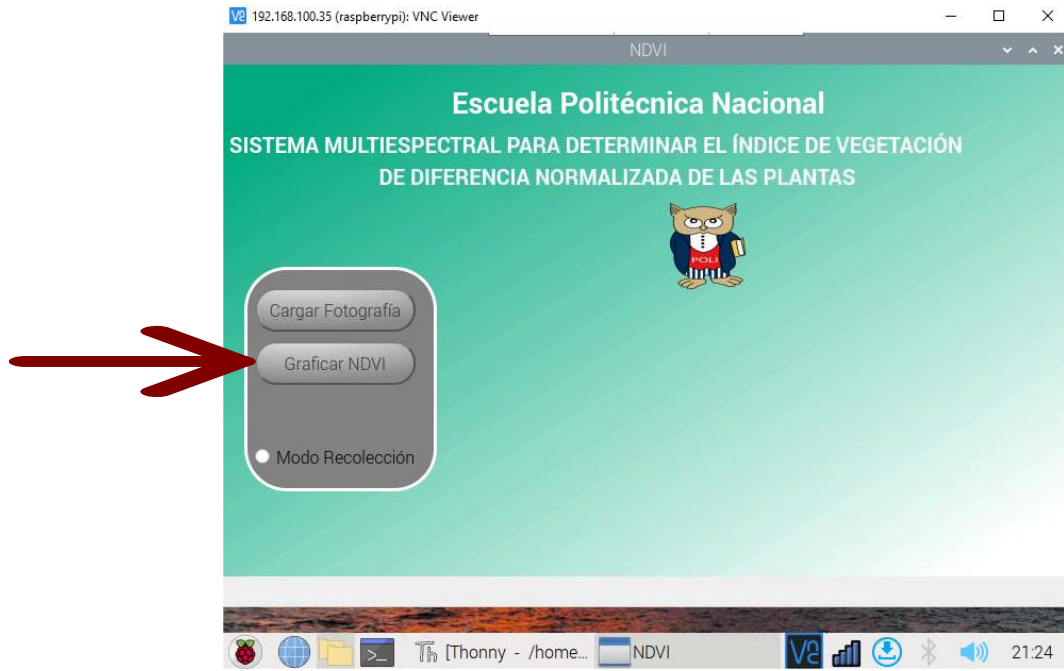 192.168.100.35 (raspberrypi): VNC Viewer
NDVI
Escuela Politécnica Nacional
SISTEMA MULTIESPECTRAL PARA DETERMINAR EL ÍNDICE DE VEGETACIÓN
DE DIFERENCIA NORMALIZADA DE LAS PLANTAS
POLI
Cargar Fotografía
Graficar NDVI
Modo Recolección
[Thonny - /home... NDVI 21:24